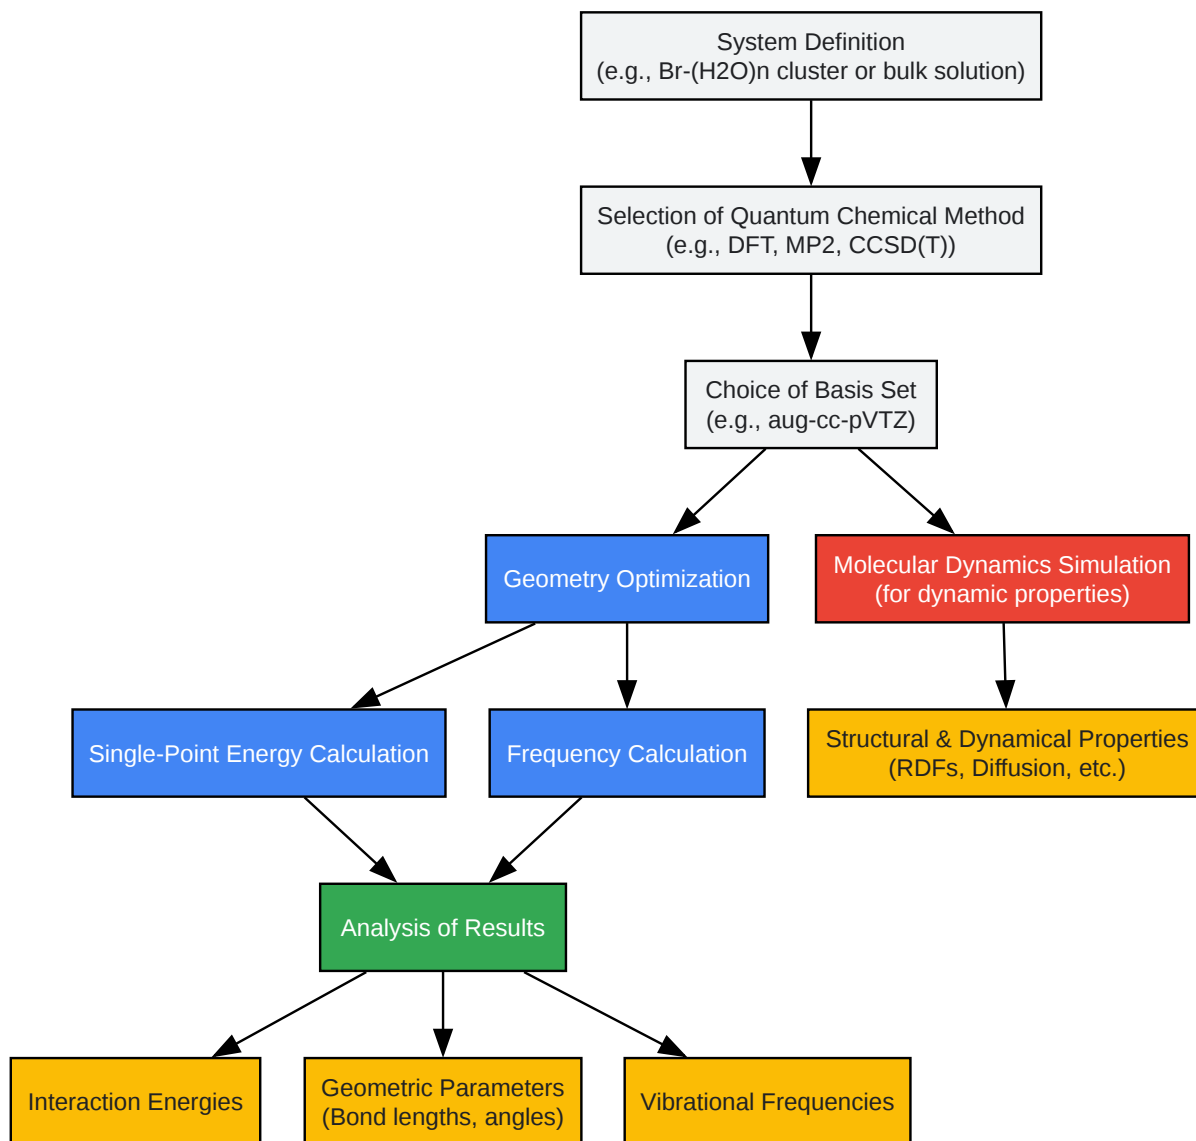 System Definition
(e.g., Br-(H2O)n cluster or bulk solution)
Selection of Quantum Chemical Method
(e.g., DFT, MP2, CCSD(T))
Choice of Basis Set
(e.g., aug-cc-pVTZ)
Geometry Optimization
Molecular Dynamics Simulation
(for dynamic properties)
Single-Point Energy Calculation
Frequency Calculation
Structural & Dynamical Properties
(RDFs, Diffusion, etc.)
Analysis of Results
Interaction Energies
Geometric Parameters
(Bond lengths, angles)
Vibrational Frequencies